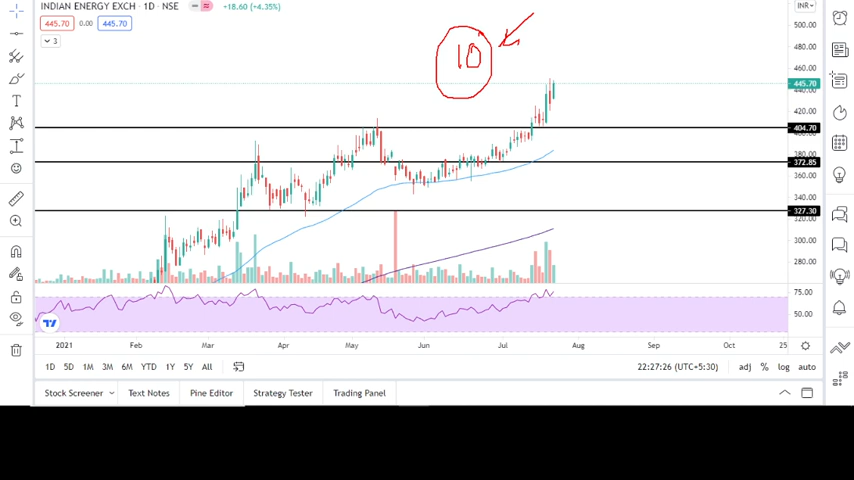 INDIAN ENERGY EXCH · 1D · NSE
+18.60 (+4.35%)
INR
445.70 0.00 445.70
3
10
500.00
480.00
460.00
445.70
440.00
420.00
404.70
380.00
372.85
360.00
340.00
327.30
300.00
280.00
75.00
50.00
2021 Feb Mar Apr May Jun Jul Aug Sep Oct 25
1D 5D 1M 3M 6M YTD 1Y 5Y All
22:27:26 (UTC+5:30) adj % log auto
Stock Screener Text Notes Pine Editor Strategy Tester Trading Panel